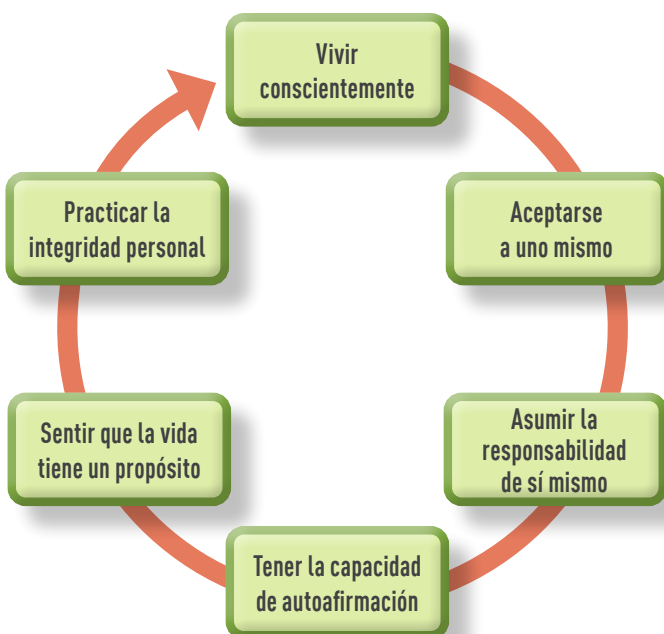 Vivir
conscientemente
Aceptarse
a uno mismo
Asumir la
responsabilidad
de sí mismo
Tener la capacidad
de autoafirmación
Sentir que la vida
tiene un propósito
Practicar la
integridad personal